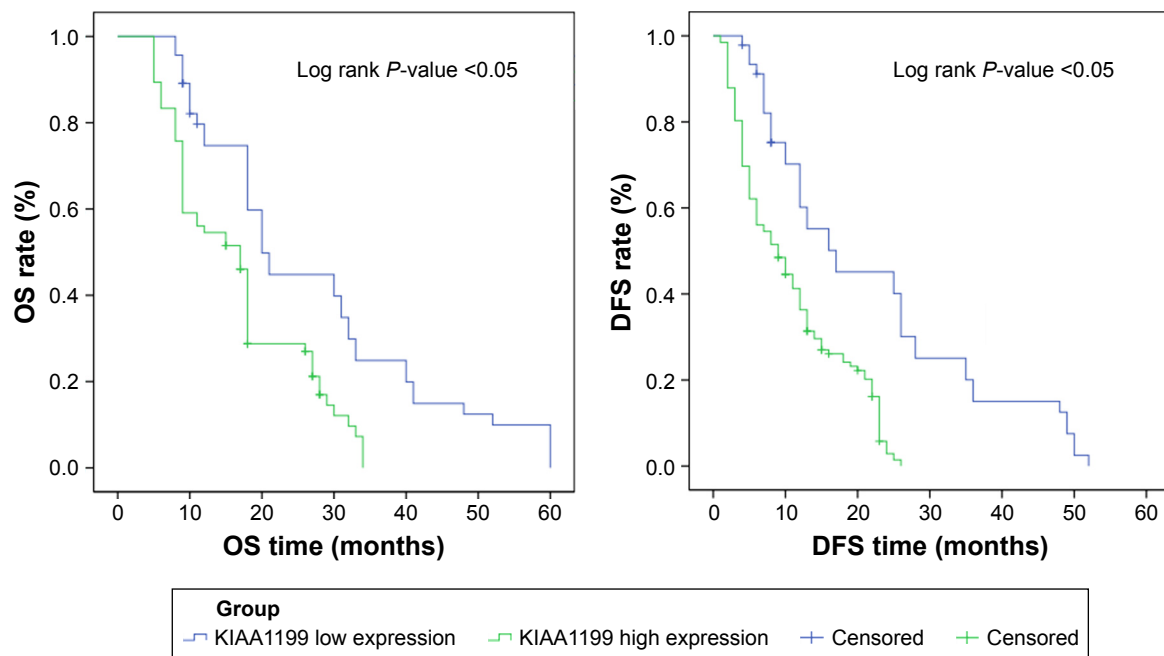 Log rank P-value <0.05
OS rate (%)
1.0
0.8
0.6
0.4
0.2
0.0
0 10 20 30 40 50 60
OS time (months)
Log rank P-value <0.05
DFS rate (%)
1.0
0.8
0.6
0.4
0.2
0.0
0 10 20 30 40 50 60
DFS time (months)
Group
KIAA1199 low expression KIAA1199 high expression Censored Censored